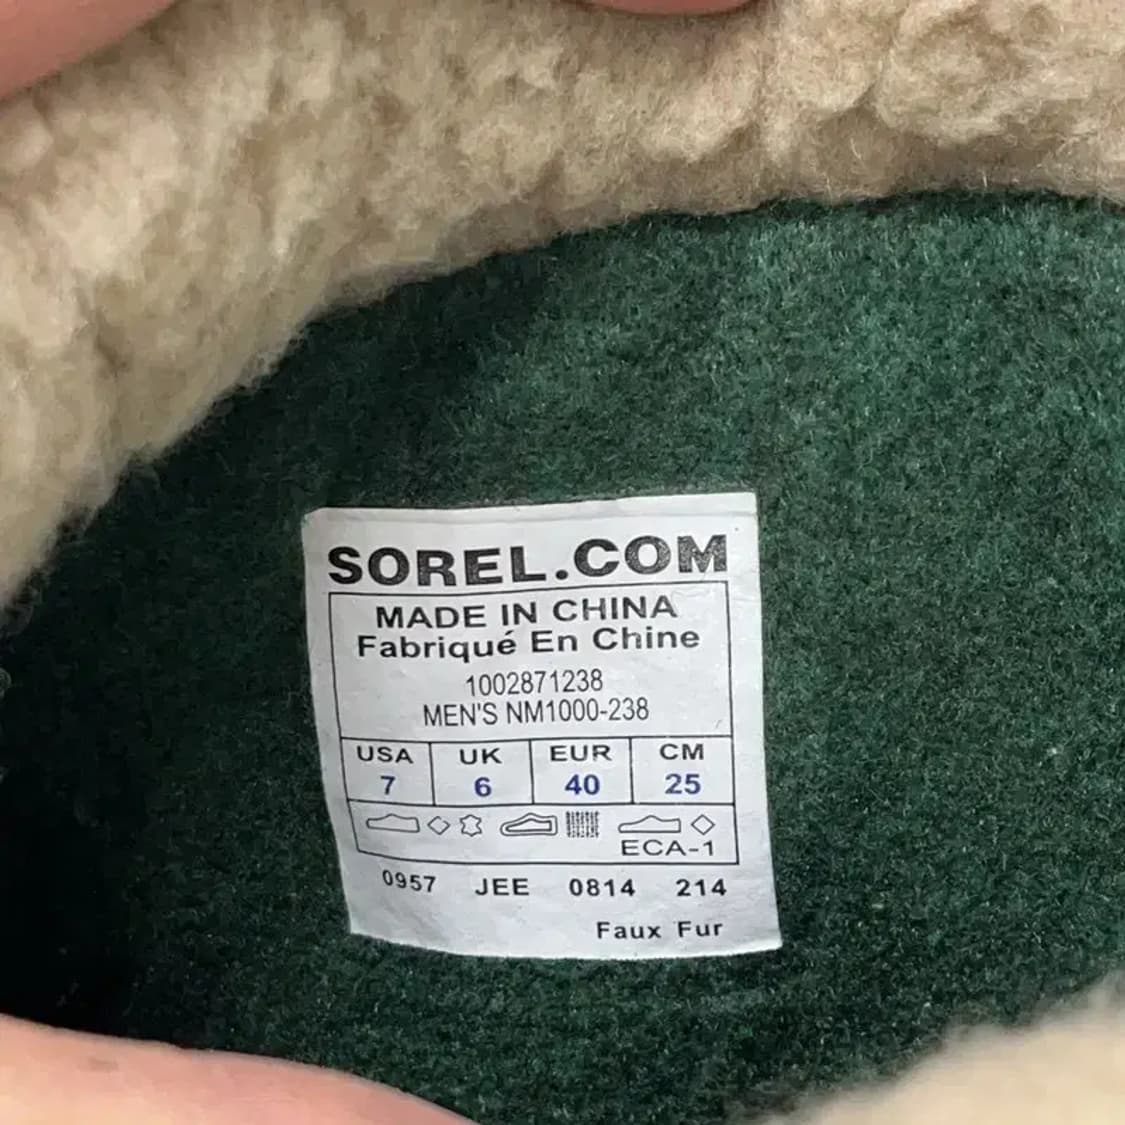 SOREL.COM
MADE IN CHINA
Fabriqué En Chine
1002871238
MEN'S NM1000-238
USA UK EUR CM
7 6 40 25
ECA-1
0957 JEE 0814 214
Faux Fur